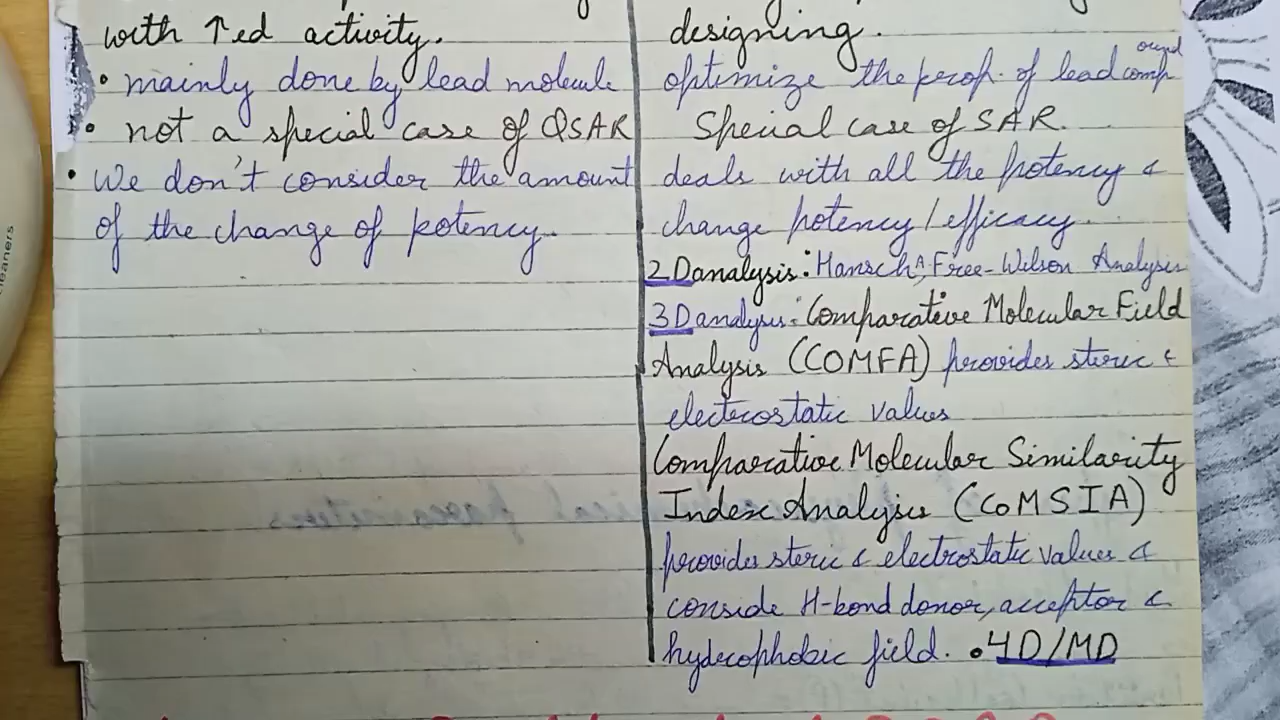 with ↑ed activity.
• mainly done by lead molecule
• not a special case of QSAR
• We don't consider the amount
of the change of potency.
designing.
optimize the prop. of lead compound
Special case of SAR.
deals with all the potency &
change potency/efficacy.
2D analysis: Hansch A, Free-Wilson Analysis
3D analysis: Comparative Molecular Field
Analysis (COMFA) provides steric &
electrostatic values
Comparative Molecular Similarity
Index Analysis (CoMSIA)
provides steric & electrostatic values &
conside H-bond donor, acceptor &
hydrophobic field. • 4D/MD
cleaners